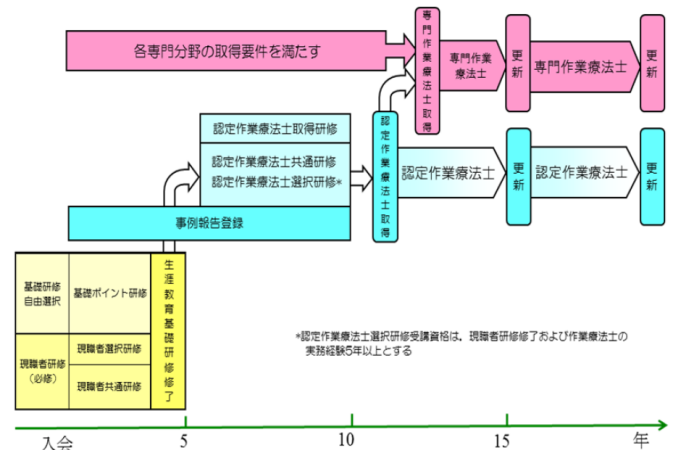 各専門分野の取得要件を満たす
専門作業療法士取得
専門作業
療法士
更新
専門作業療法士
更新
認定作業療法士取得研修
認定作業療法士共通研修
認定作業療法士選択研修*
事例報告登録
認定作業療法士取得
認定作業療法士
更新
認定作業療法士
更新
基礎研修
自由選択
基礎ポイント研修
現職者研修
（必修）
現職者選択研修
現職者共通研修
生涯教育基礎研修修了
*認定作業療法士選択研修受講資格は，現職者研修修了および作業療法士の
実務経験5年以上とする
入会
5
10
15
年